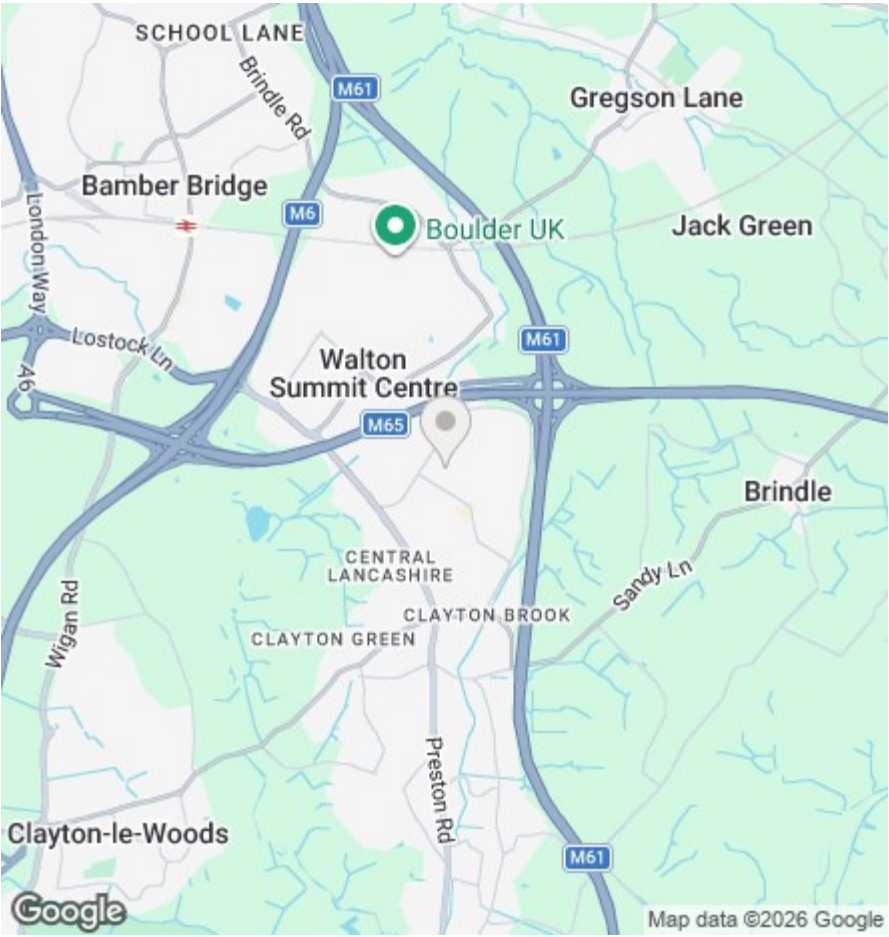 SCHOOL LANE
Brindle Rd
M61
Gregson Lane
Bamber Bridge
London Way
M6
Boulder UK
Jack Green
Lostock Ln
M61
Walton
Summit Centre
A6
M65
Brindle
CENTRAL
LANCASHIRE
Sandy Ln
Wigan Rd
CLAYTON BROOK
CLAYTON GREEN
Preston Rd
Clayton-le-Woods
M61
Google
Map data ©2026 Google